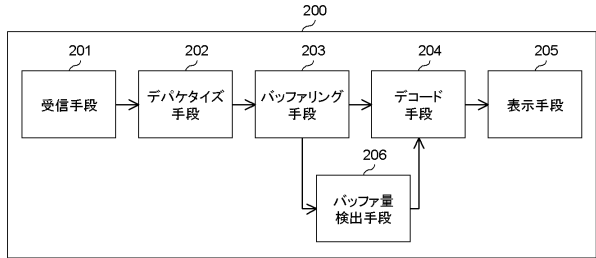 200
201
202
203
204
205
受信手段
デパケタイズ
手段
バッファリング
手段
デコード
手段
表示手段
206
バッファ量
検出手段